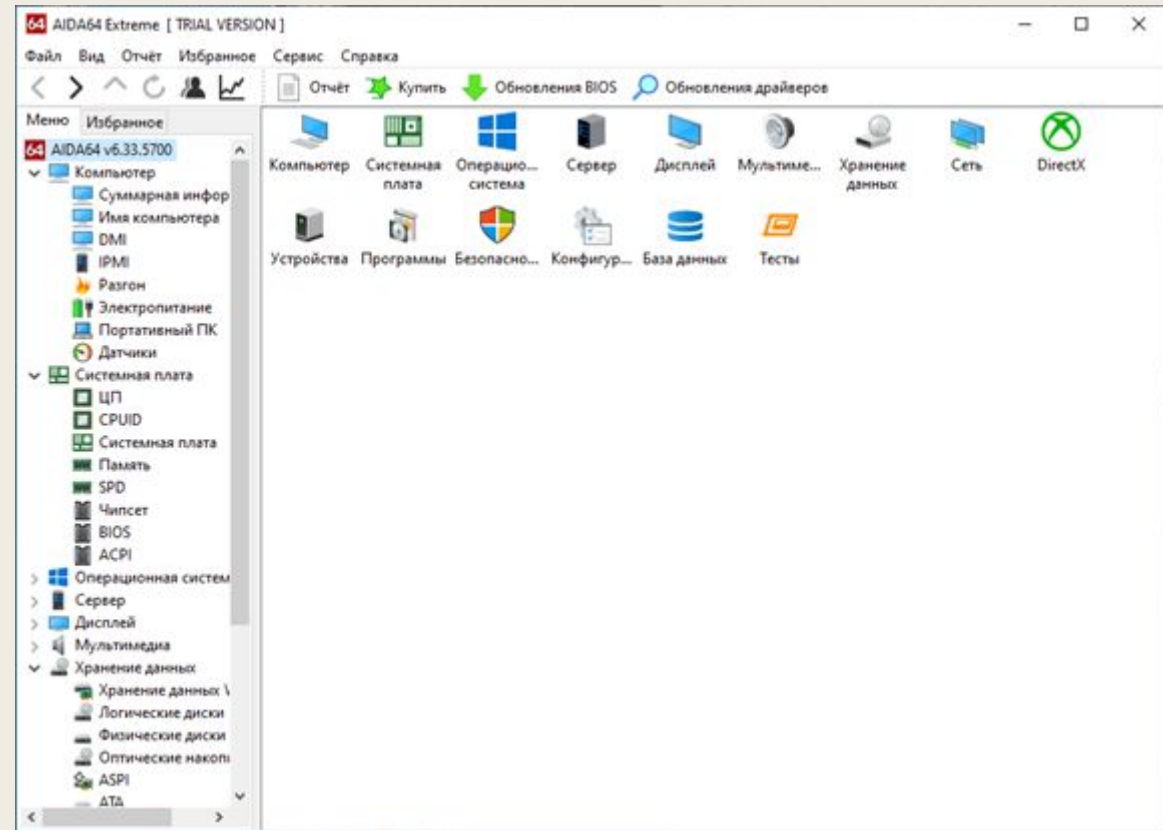 64 AIDA64 Extreme [ TRIAL VERSION ]
Файл Вид Отчёт Избранное Сервис Справка
Отчёт Купить Обновления BIOS Обновления драйверов
Меню Избранное
64 AIDA64 v6.33.5700
Компьютер
Суммарная инфор
Имя компьютера
DMI
IPMI
Разгон
Электропитание
Портативный ПК
Датчики
Системная плата
ЦП
CPUID
Системная плата
Память
SPD
Чипсет
BIOS
ACPI
Операционная систем
Сервер
Дисплей
Мультимедиа
Хранение данных
Хранение данных
Логические диски
Физические диски
Оптические накопи
ASPI
ATA
Компьютер Системная плата Операцио... система Сервер Дисплей Мультиме... Хранение данных Сеть DirectX
Устройства Программы Безопасно... Конфигур... База данных Тесты